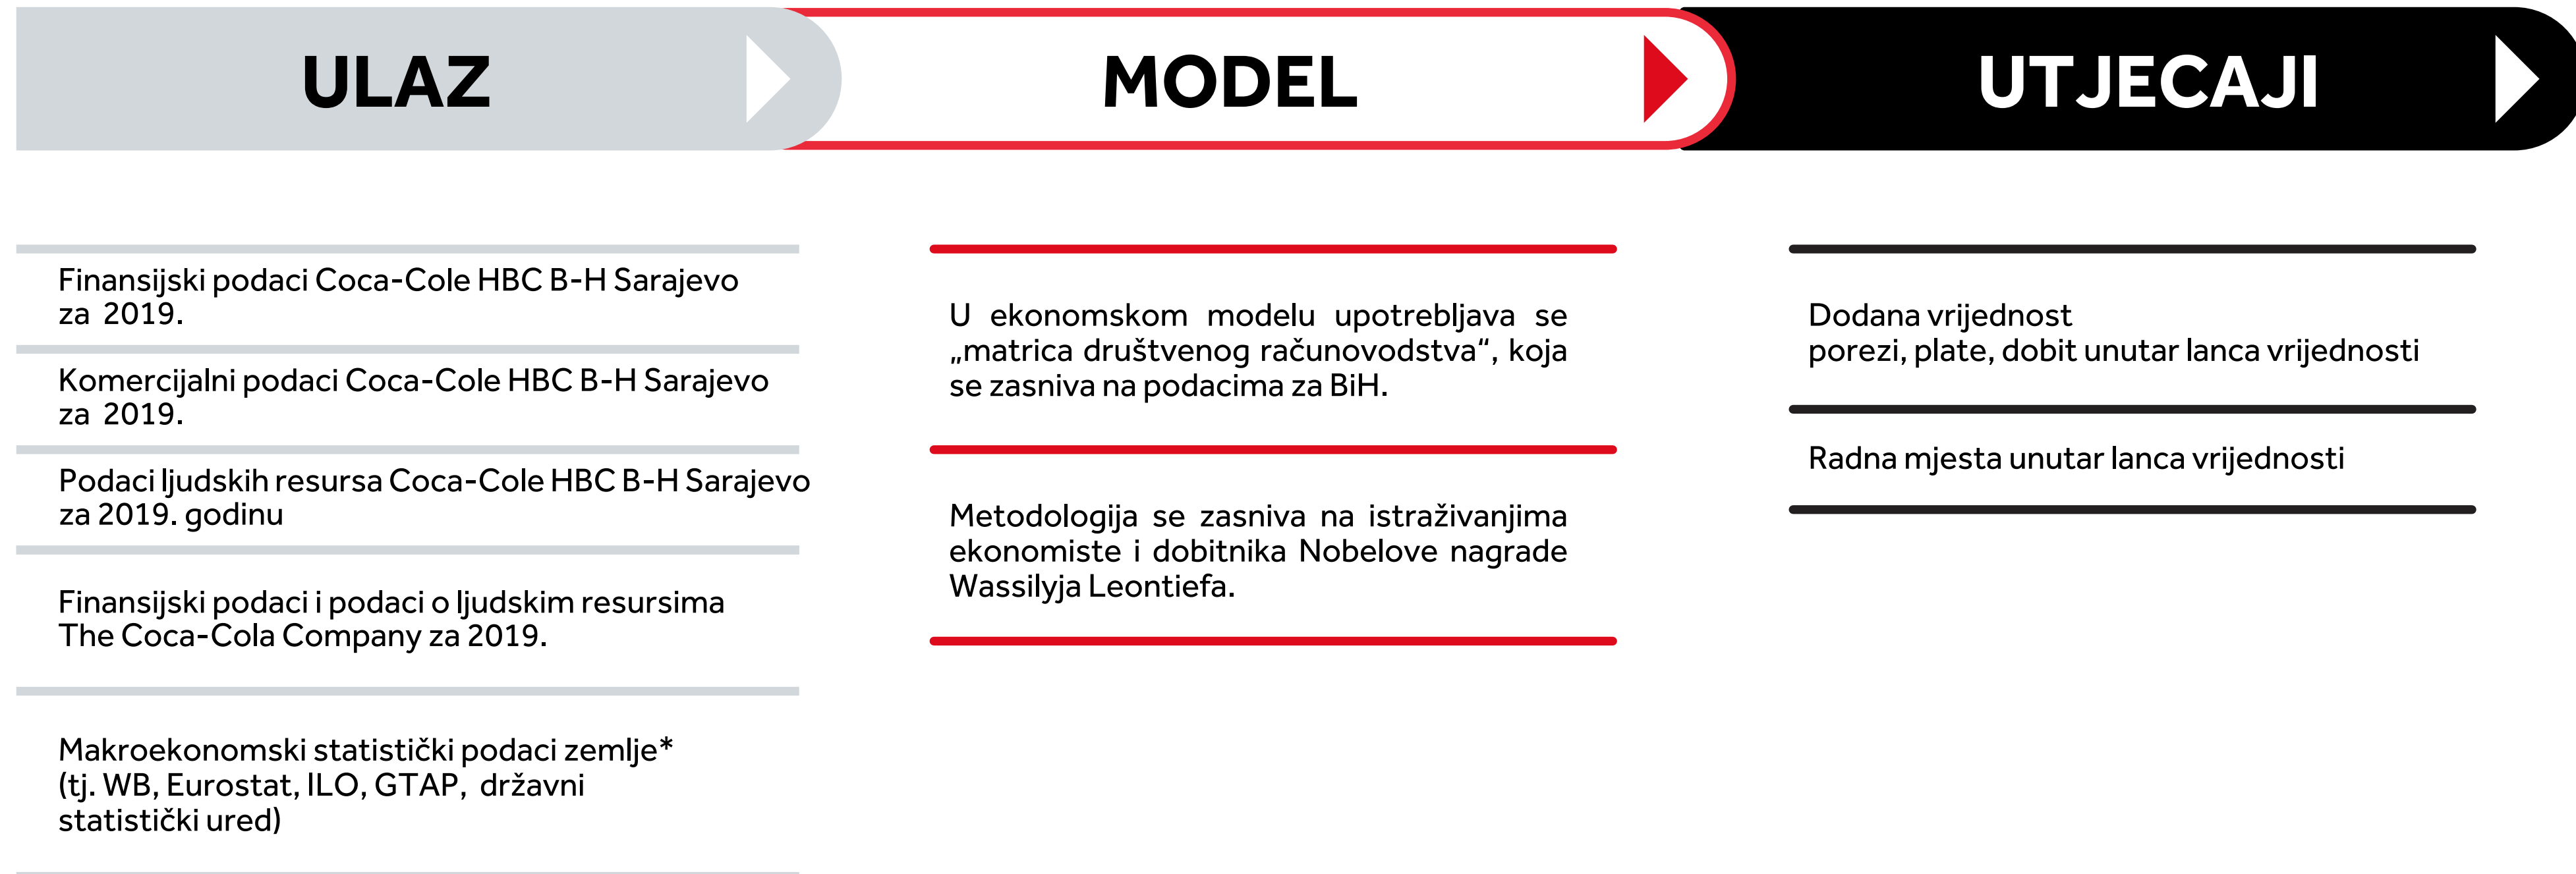 ULAZ
MODEL
UTJECAJI
Finansijski podaci Coca-Cole HBC B-H Sarajevo
za 2019.
Komercijalni podaci Coca-Cole HBC B-H Sarajevo
za 2019.
Podaci ljudskih resursa Coca-Cole HBC B-H Sarajevo
za 2019. godinu
Finansijski podaci i podaci o ljudskim resursima
The Coca-Cola Company za 2019.
Makroekonomski statistički podaci zemlje*
(tj. WB, Eurostat, ILO, GTAP, državni
statistički ured)
U ekonomskom modelu upotrebljava se
„matrica društvenog računovodstva“, koja
se zasniva na podacima za BiH.
Metodologija se zasniva na istraživanjima
ekonomiste i dobitnika Nobelove nagrade
Wassilyja Leontiefa.
Dodana vrijednost
porezi, plate, dobit unutar lanca vrijednosti
Radna mjesta unutar lanca vrijednosti